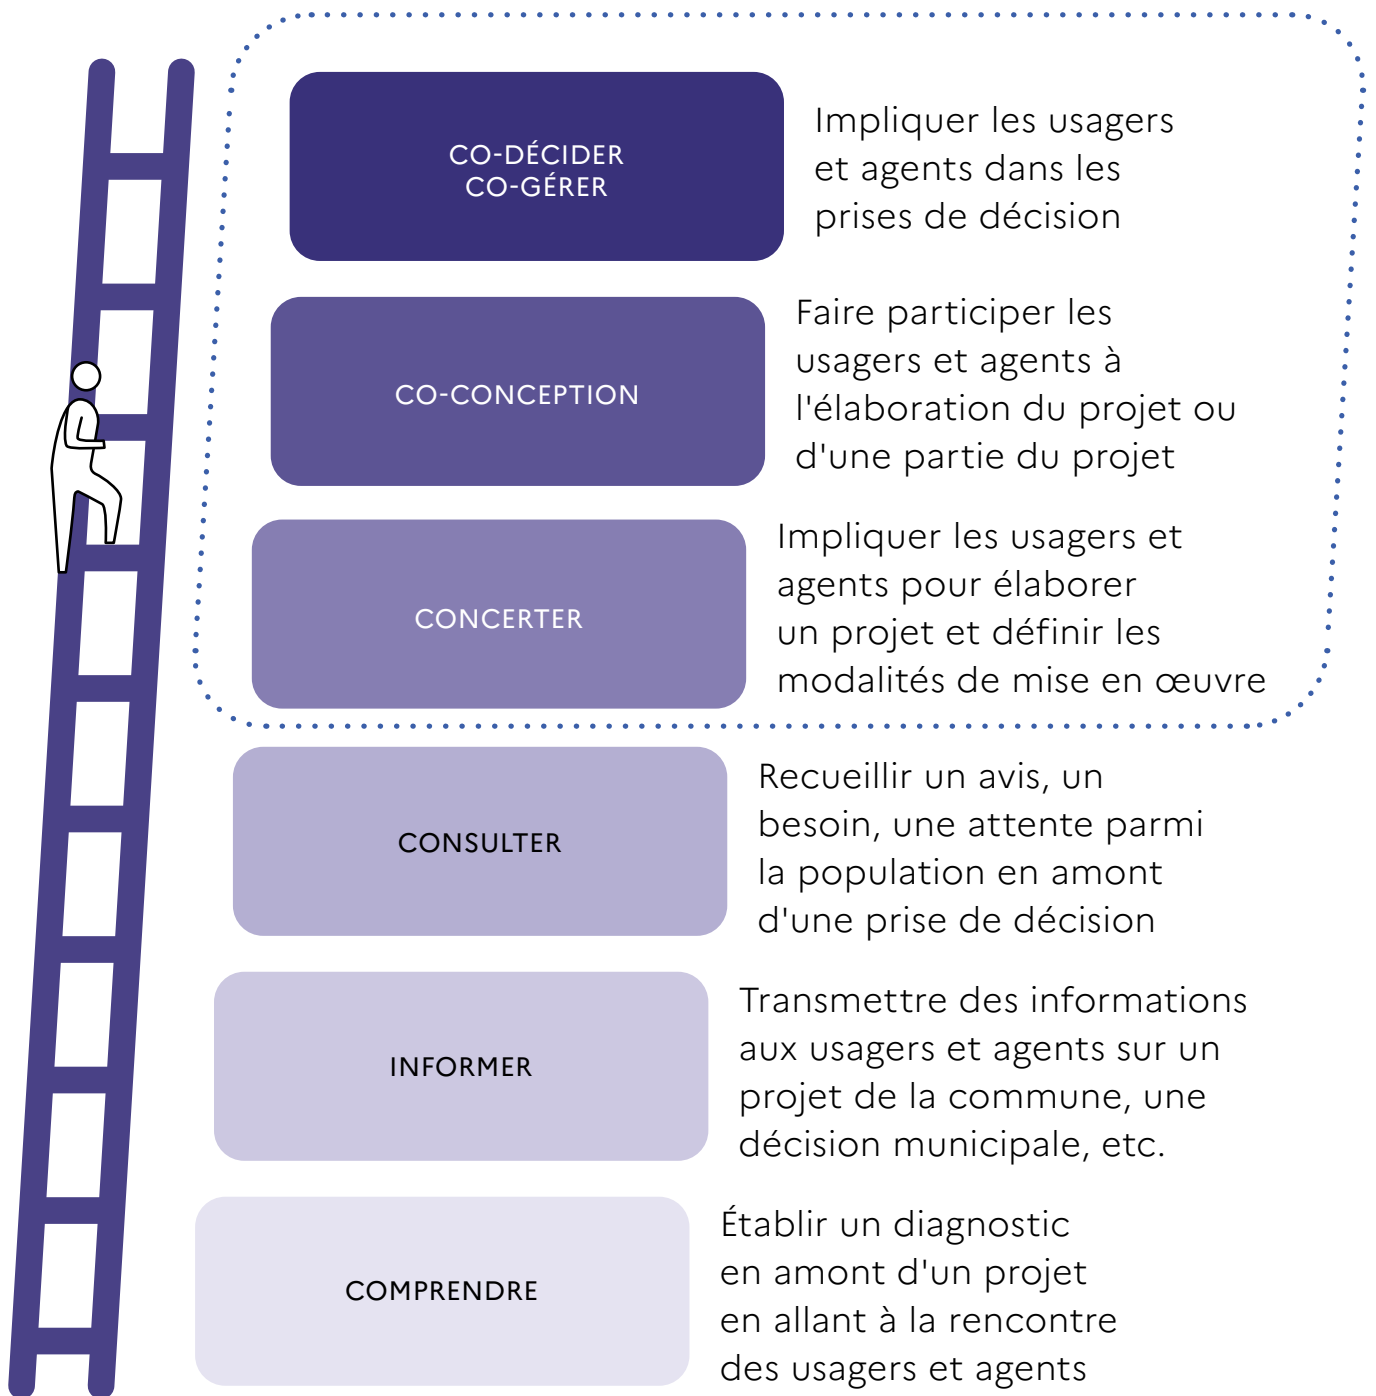 CO-DÉCIDER
CO-GÉRER
Impliquer les usagers
et agents dans les
prises de décision
CO-CONCEPTION
Faire participer les
usagers et agents à
l'élaboration du projet ou
d'une partie du projet
CONCERTER
Impliquer les usagers et
agents pour élaborer
un projet et définir les
modalités de mise en œuvre
CONSULTER
Recueillir un avis, un
besoin, une attente parmi
la population en amont
d'une prise de décision
INFORMER
Transmettre des informations
aux usagers et agents sur un
projet de la commune, une
décision municipale, etc.
COMPRENDRE
Établir un diagnostic
en amont d'un projet
en allant à la rencontre
des usagers et agents